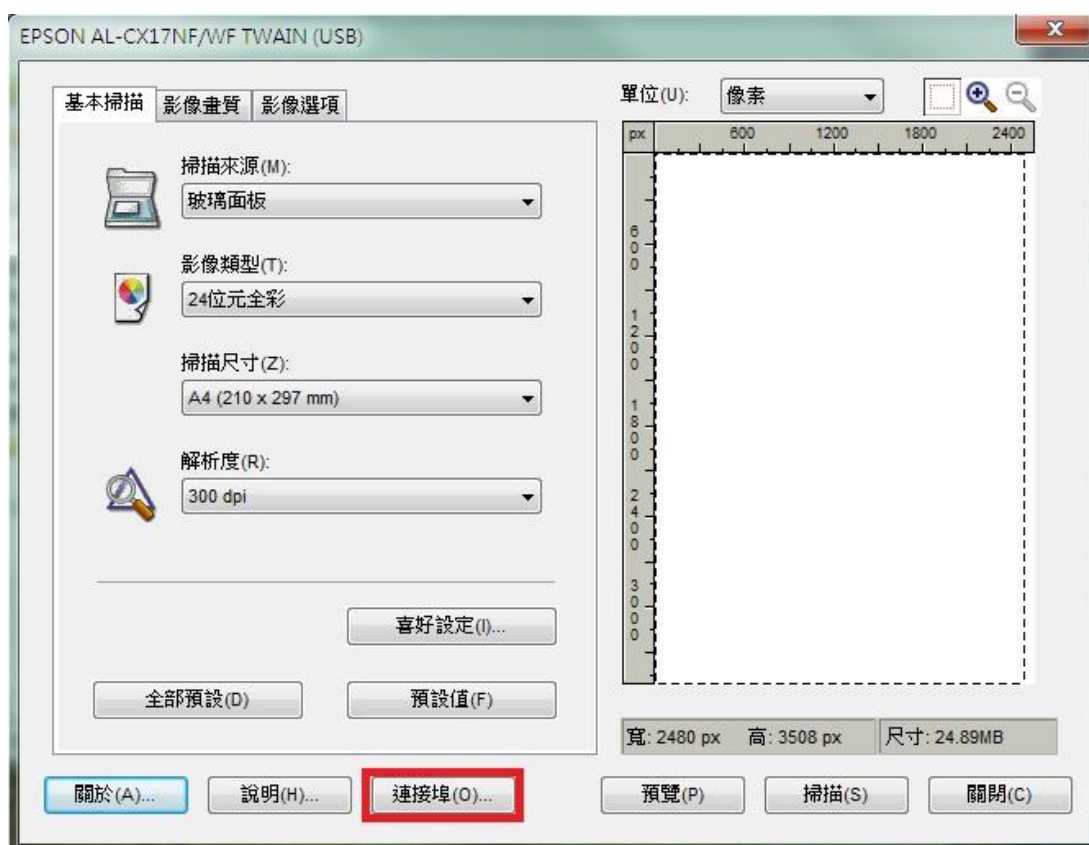 EPSON AL-CX17NF/WF TWAIN (USB)
基本掃描 影像畫質 影像選項
單位(U): 像素
掃描來源(M):
玻璃面板
影像類型(T):
24位元全彩
掃描尺寸(Z):
A4 (210 x 297 mm)
解析度(R):
300 dpi
喜好設定(I)...
全部預設(D) 預設值(F)
px 600 1200 1800 2400
600
1200
1800
2400
3000
寬: 2480 px 高: 3508 px 尺寸: 24.89MB
關於(A)... 說明(H)... 連接埠(O)... 預覽(P) 掃描(S) 關閉(C)